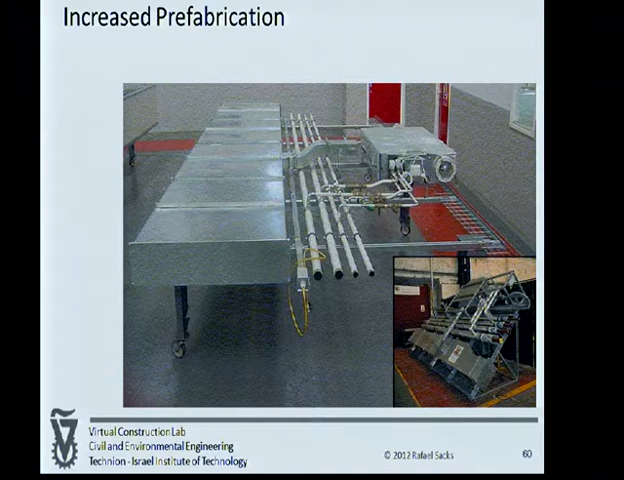 Increased Prefabrication
Virtual Construction Lab
Civil and Environmental Engineering
Technion - Israel Institute of Technology
© 2012 Rafael Sacks
60